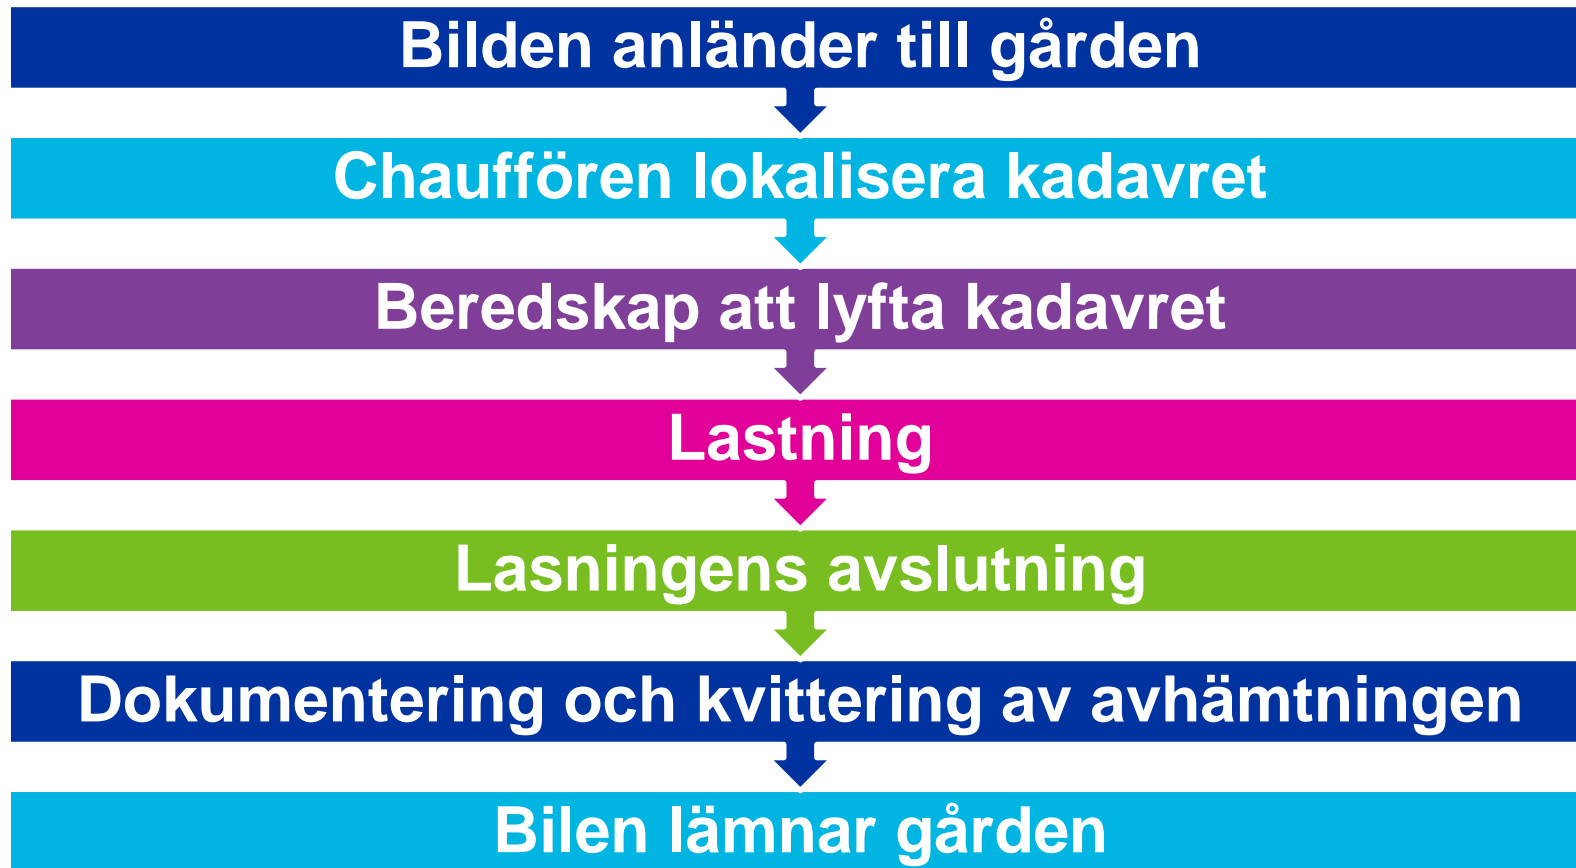 Bilden anländer till gården
Chauffören lokalisera kadavret
Beredskap att lyfta kadavret
Lastning
Lasningens avslutning
Dokumentering och kvittering av avhämtningen
Bilen lämnar gården